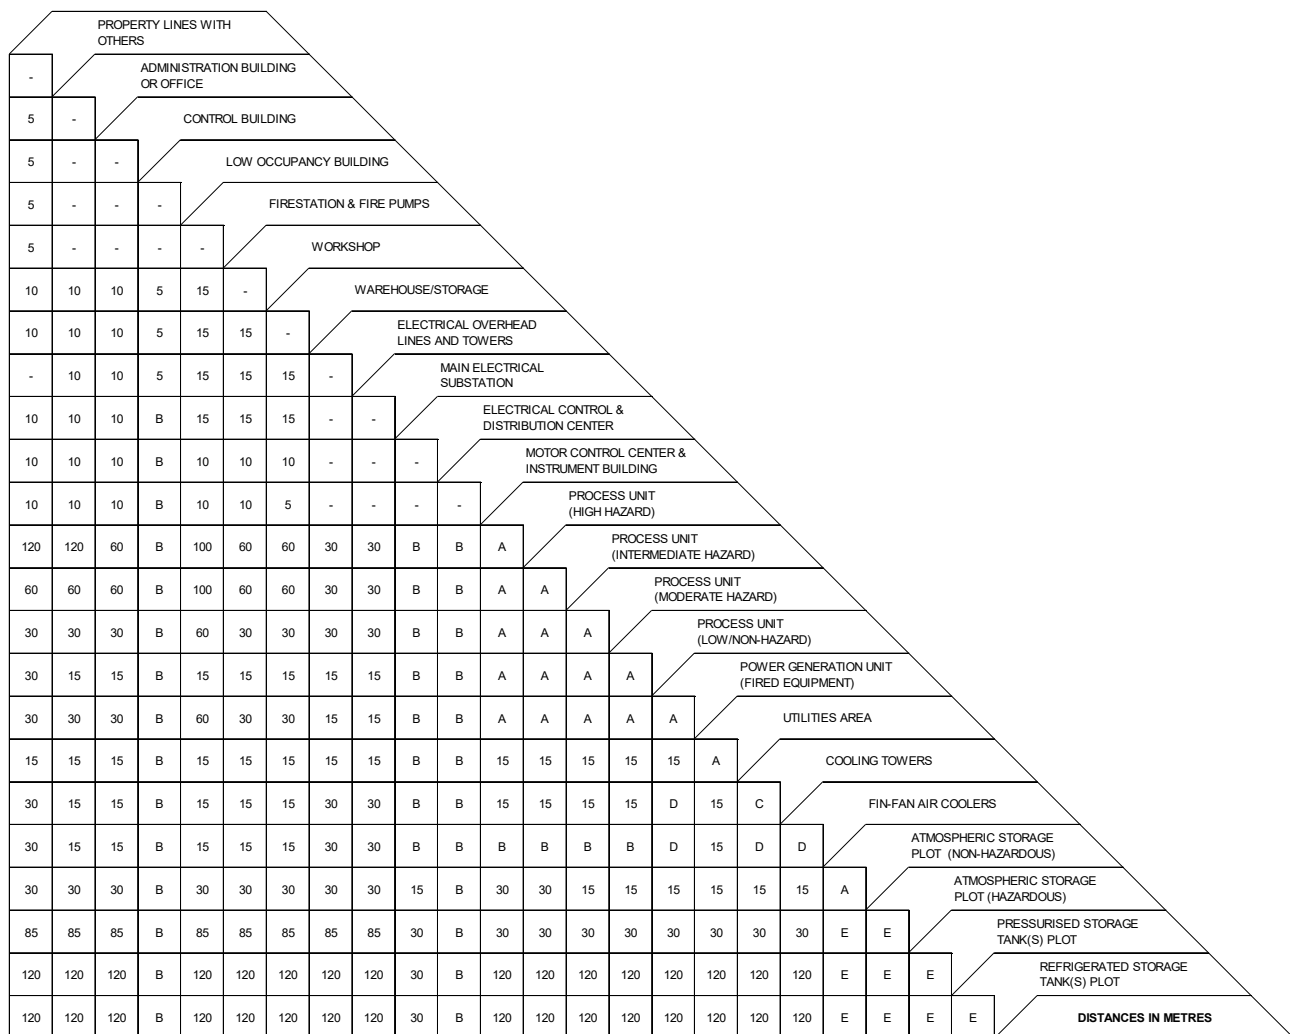 PROPERTY LINES WITH
OTHERS
-
ADMINISTRATION BUILDING
OR OFFICE
5 -
CONTROL BUILDING
5 - -
LOW OCCUPANCY BUILDING
5 - - -
FIRESTATION & FIRE PUMPS
5 - - - -
WORKSHOP
10 10 10 5 15 -
WAREHOUSE/STORAGE
10 10 10 5 15 15 -
ELECTRICAL OVERHEAD
LINES AND TOWERS
- 10 10 5 15 15 15 -
MAIN ELECTRICAL
SUBSTATION
10 10 10 B 15 15 15 - -
ELECTRICAL CONTROL &
DISTRIBUTION CENTER
10 10 10 B 10 10 10 - - -
MOTOR CONTROL CENTER &
INSTRUMENT BUILDING
10 10 10 B 10 10 5 - - - -
PROCESS UNIT
(HIGH HAZARD)
120 120 60 B 100 60 60 30 30 B B A
PROCESS UNIT
(INTERMEDIATE HAZARD)
60 60 60 B 100 60 60 30 30 B B A A
PROCESS UNIT
(MODERATE HAZARD)
30 30 30 B 60 30 30 30 30 B B A A A
PROCESS UNIT
(LOW/NON-HAZARD)
30 15 15 B 15 15 15 15 15 B B A A A A
POWER GENERATION UNIT
(FIRED EQUIPMENT)
30 30 30 B 60 30 30 15 15 B B A A A A A
UTILITIES AREA
15 15 15 B 15 15 15 15 15 B B 15 15 15 15 15 A
COOLING TOWERS
30 15 15 B 15 15 15 30 30 B B 15 15 15 15 D 15 C
FIN-FAN AIR COOLERS
30 15 15 B 15 15 15 30 30 B B B B B B D 15 D D
ATMOSPHERIC STORAGE
PLOT (NON-HAZARDOUS)
30 30 30 B 30 30 30 30 30 15 B 30 30 15 15 15 15 15 15 A
ATMOSPHERIC STORAGE
PLOT (HAZARDOUS)
85 85 85 B 85 85 85 85 85 30 B 30 30 30 30 30 30 30 30 E E
PRESSURISED STORAGE
TANK(S) PLOT
120 120 120 B 120 120 120 120 120 30 B 120 120 120 120 120 120 120 120 E E E
REFRIGERATED STORAGE
TANK(S) PLOT
120 120 120 B 120 120 120 120 120 30 B 120 120 120 120 120 120 120 120 E E E E
DISTANCES IN METRES